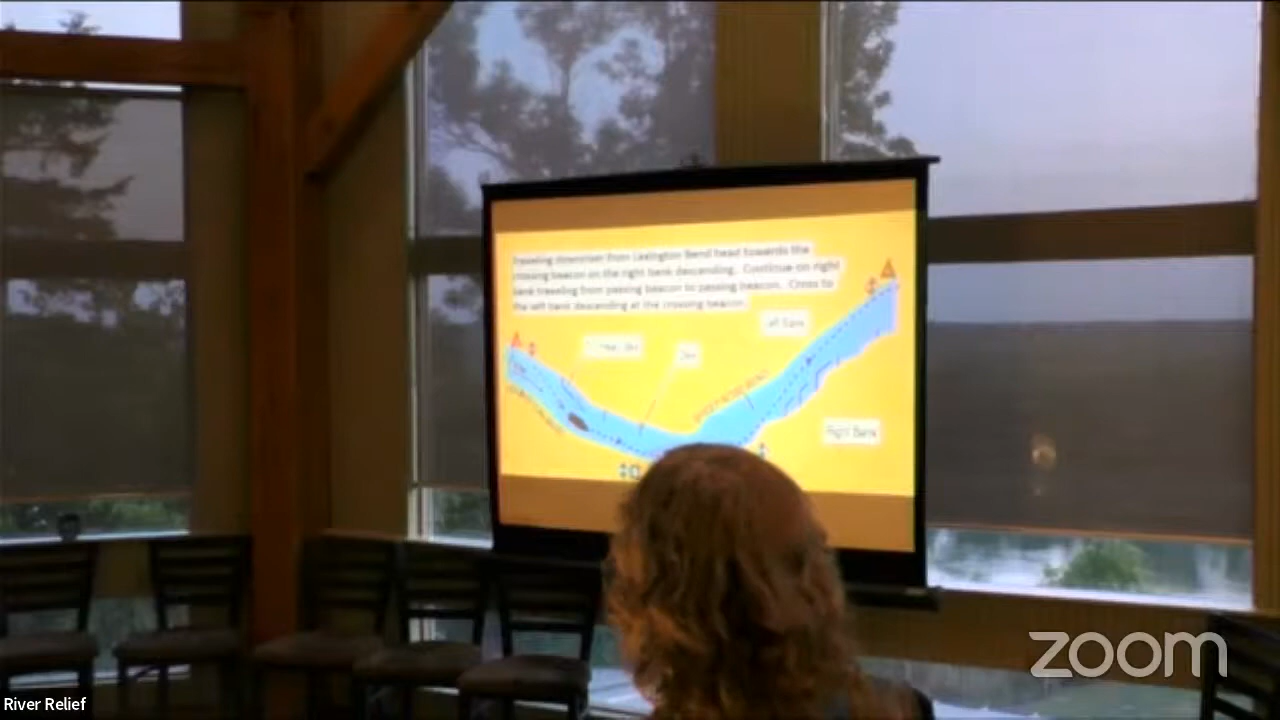 Traveling downriver from Lexington Bend head towards the
crossing beacon on the right bank descending. Continue on right
bank traveling from passing beacon to passing beacon. Cross to
the left bank descending at the crossing beacon.
Left Bank
Right Bank
zoom
River Relief